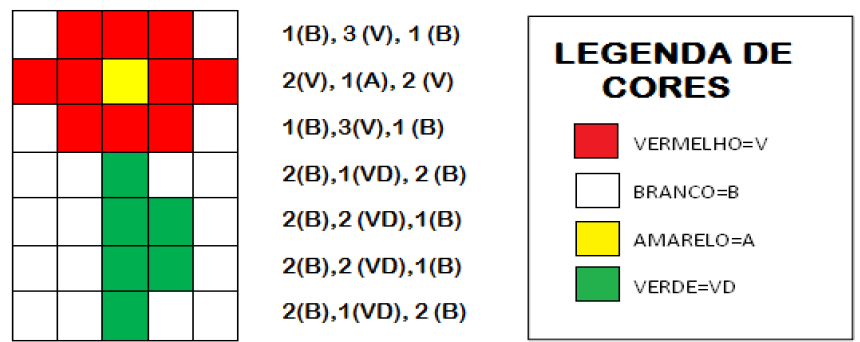 1(B), 3 (V), 1 (B)
2(V), 1(A), 2 (V)
1(B),3(V),1 (B)
2(B),1(VD), 2 (B)
2(B),2 (VD),1(B)
2(B),2 (VD),1(B)
2(B),1(VD), 2 (B)
LEGENDA DE
CORES
VERMELHO=V
BRANCO=B
AMARELO=A
VERDE=VD